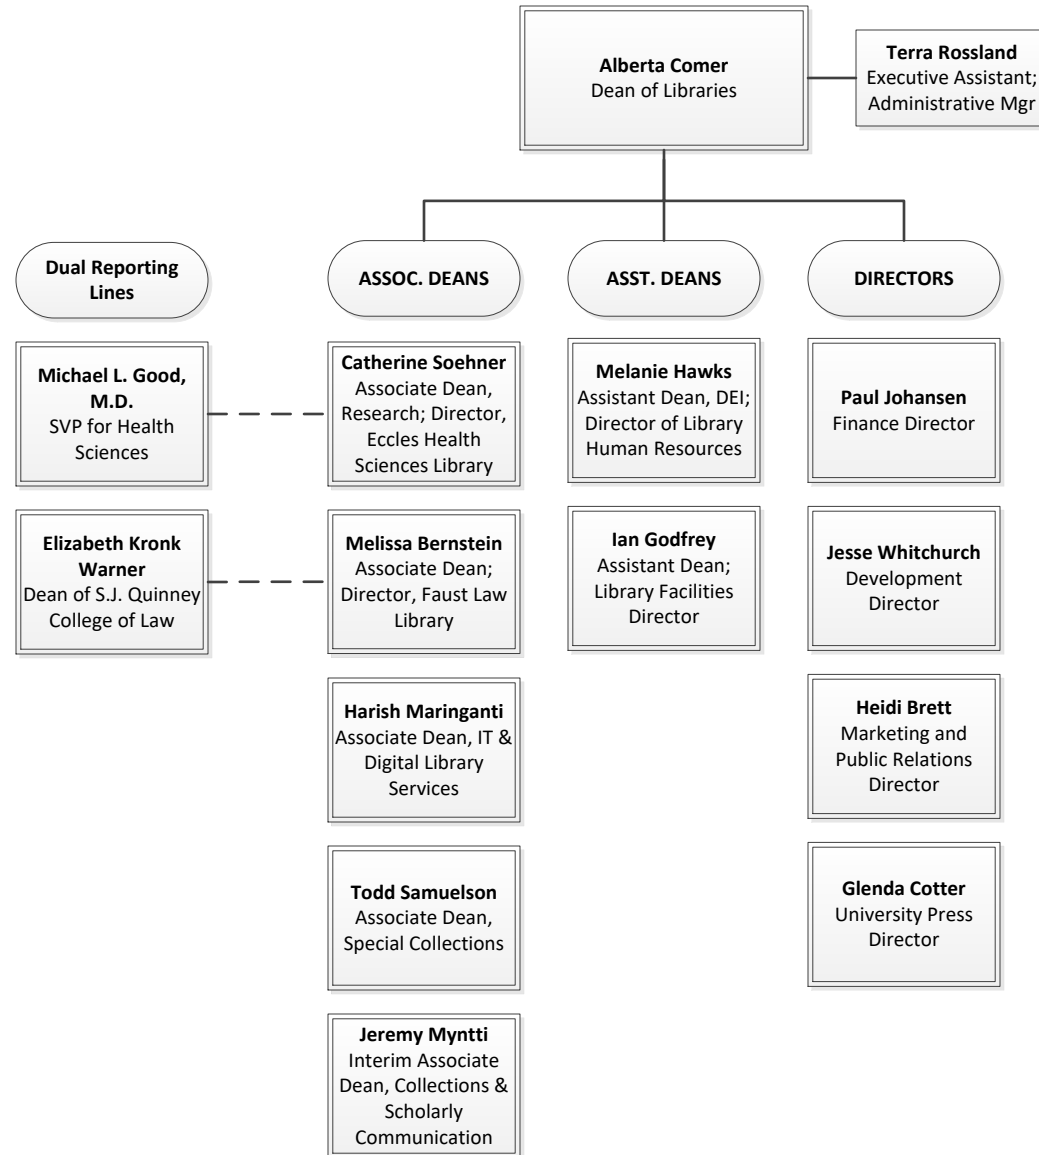 Alberta Comer
Dean of Libraries
Terra Rossland
Executive Assistant;
Administrative Mgr
Dual Reporting
Lines
ASSOC. DEANS
ASST. DEANS
DIRECTORS
Michael L. Good,
M.D.
SVP for Health
Sciences
Catherine Soehner
Associate Dean,
Research; Director,
Eccles Health
Sciences Library
Melanie Hawks
Assistant Dean, DEI;
Director of Library
Human Resources
Paul Johansen
Finance Director
Elizabeth Kronk
Warner
Dean of S.J. Quinney
College of Law
Melissa Bernstein
Associate Dean;
Director, Faust Law
Library
Ian Godfrey
Assistant Dean;
Library Facilities
Director
Jesse Whitchurch
Development
Director
Harish Maringanti
Associate Dean, IT &
Digital Library
Services
Heidi Brett
Marketing and
Public Relations
Director
Todd Samuelson
Associate Dean,
Special Collections
Glenda Cotter
University Press
Director
Jeremy Myntti
Interim Associate
Dean, Collections &
Scholarly
Communication